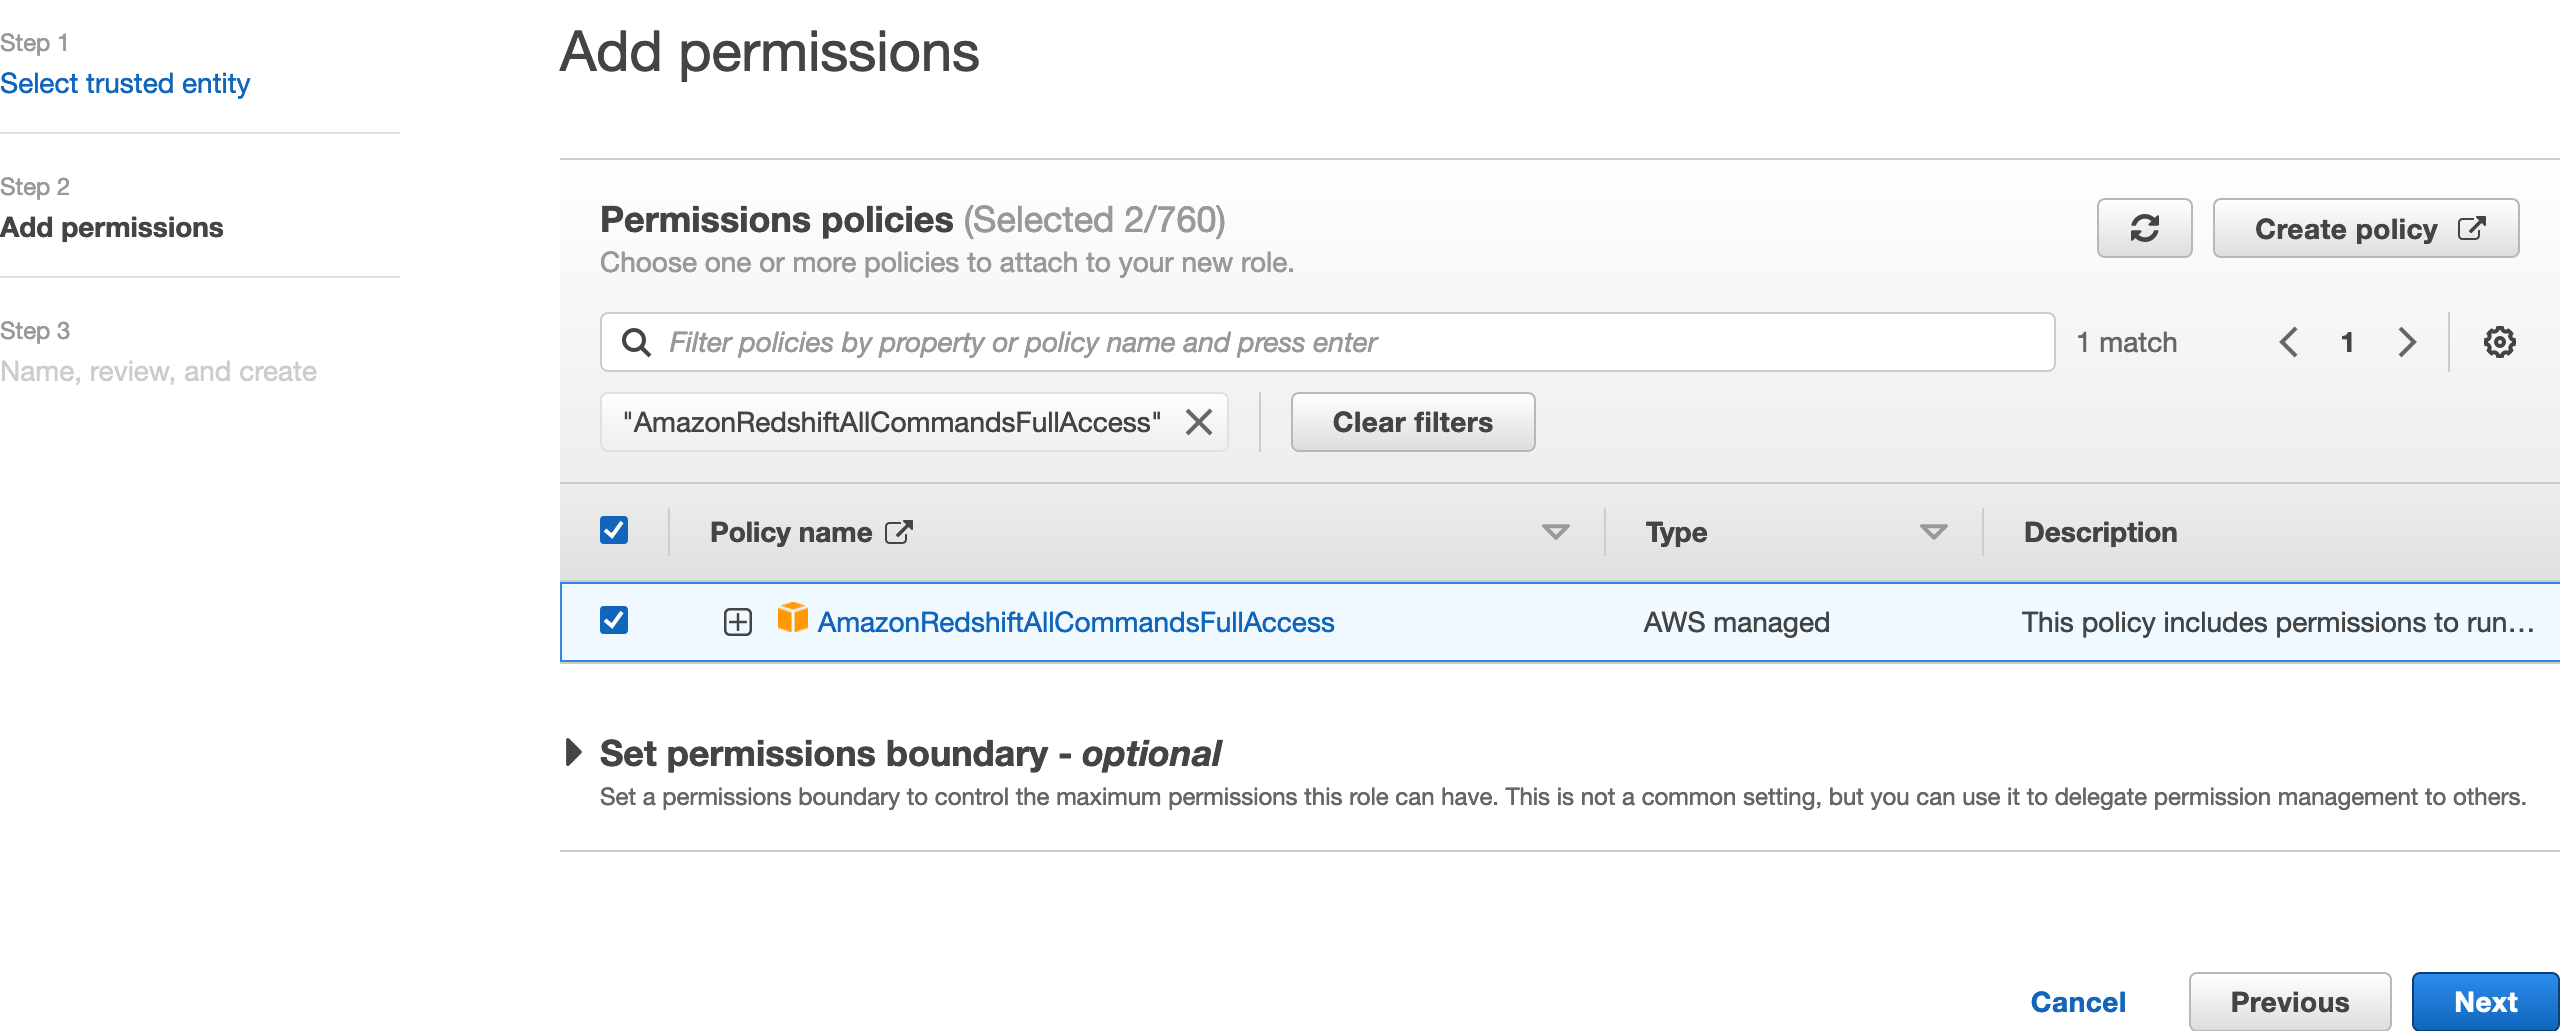 Step 1
Select trusted entity
Step 2
Add permissions
Step 3
Name, review, and create
Add permissions
Permissions policies (Selected 2/760)
Choose one or more policies to attach to your new role.
Create policy
Filter policies by property or policy name and press enter
1 match
1
"AmazonRedshiftAllCommandsFullAccess"
Clear filters
Policy name
Type
Description
AmazonRedshiftAllCommandsFullAccess
AWS managed
This policy includes permissions to run...
Set permissions boundary - optional
Set a permissions boundary to control the maximum permissions this role can have. This is not a common setting, but you can use it to delegate permission management to others.
Cancel
Previous
Next